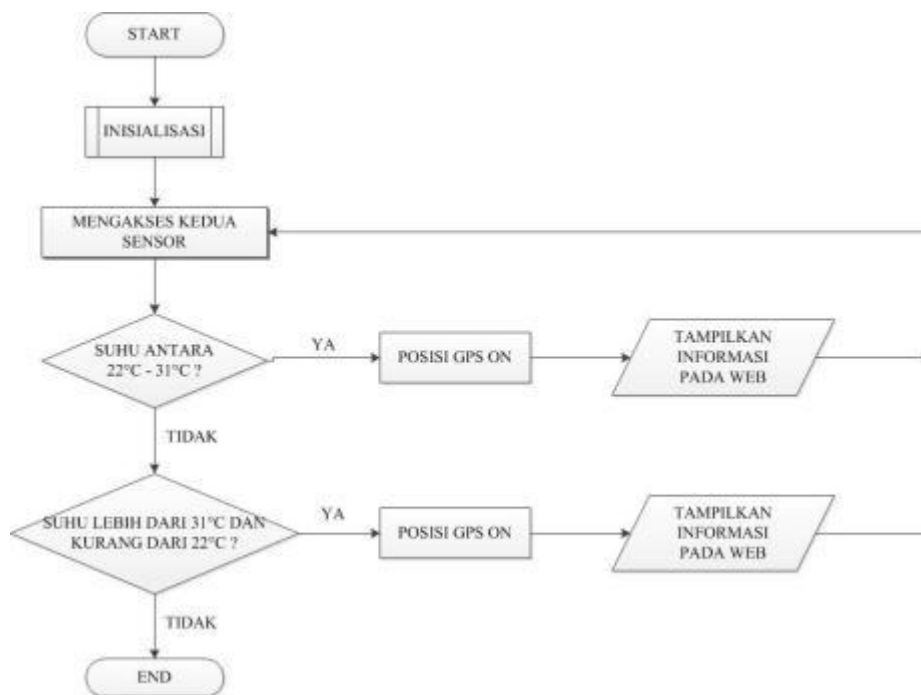 START
INISIALISASI
MENGAKSES KEDUA
SENSOR
SUHU ANTARA
22°C - 31°C ?
YA
POSISI GPS ON
TAMPILKAN
INFORMASI
PADA WEB
TIDAK
SUHU LEBIH DARI 31°C DAN
KURANG DARI 22°C ?
YA
POSISI GPS ON
TAMPILKAN
INFORMASI
PADA WEB
TIDAK
END